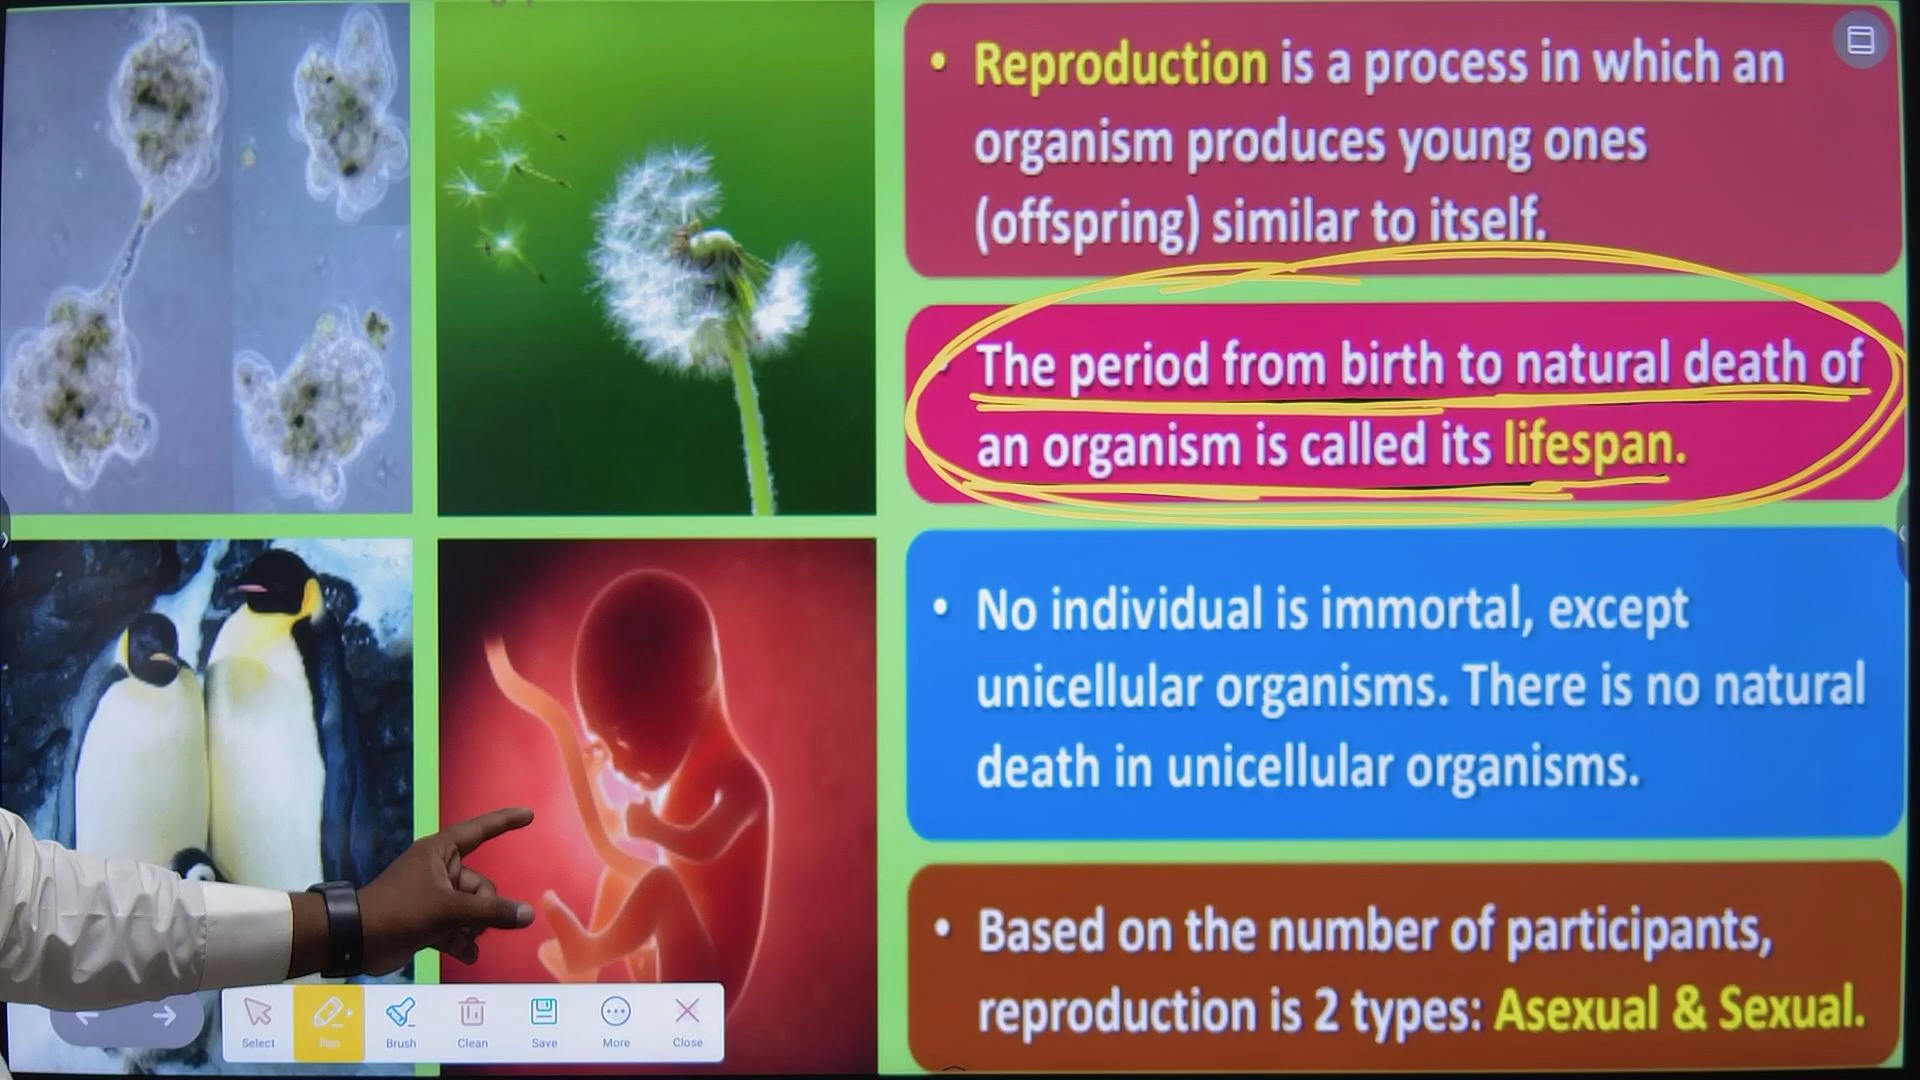 • Reproduction is a process in which an
organism produces young ones
(offspring) similar to itself.
The period from birth to natural death of
an organism is called its lifespan.
• No individual is immortal, except
unicellular organisms. There is no natural
death in unicellular organisms.
• Based on the number of participants,
reproduction is 2 types: Asexual & Sexual.
Select Pen Brush Clean Save More Close